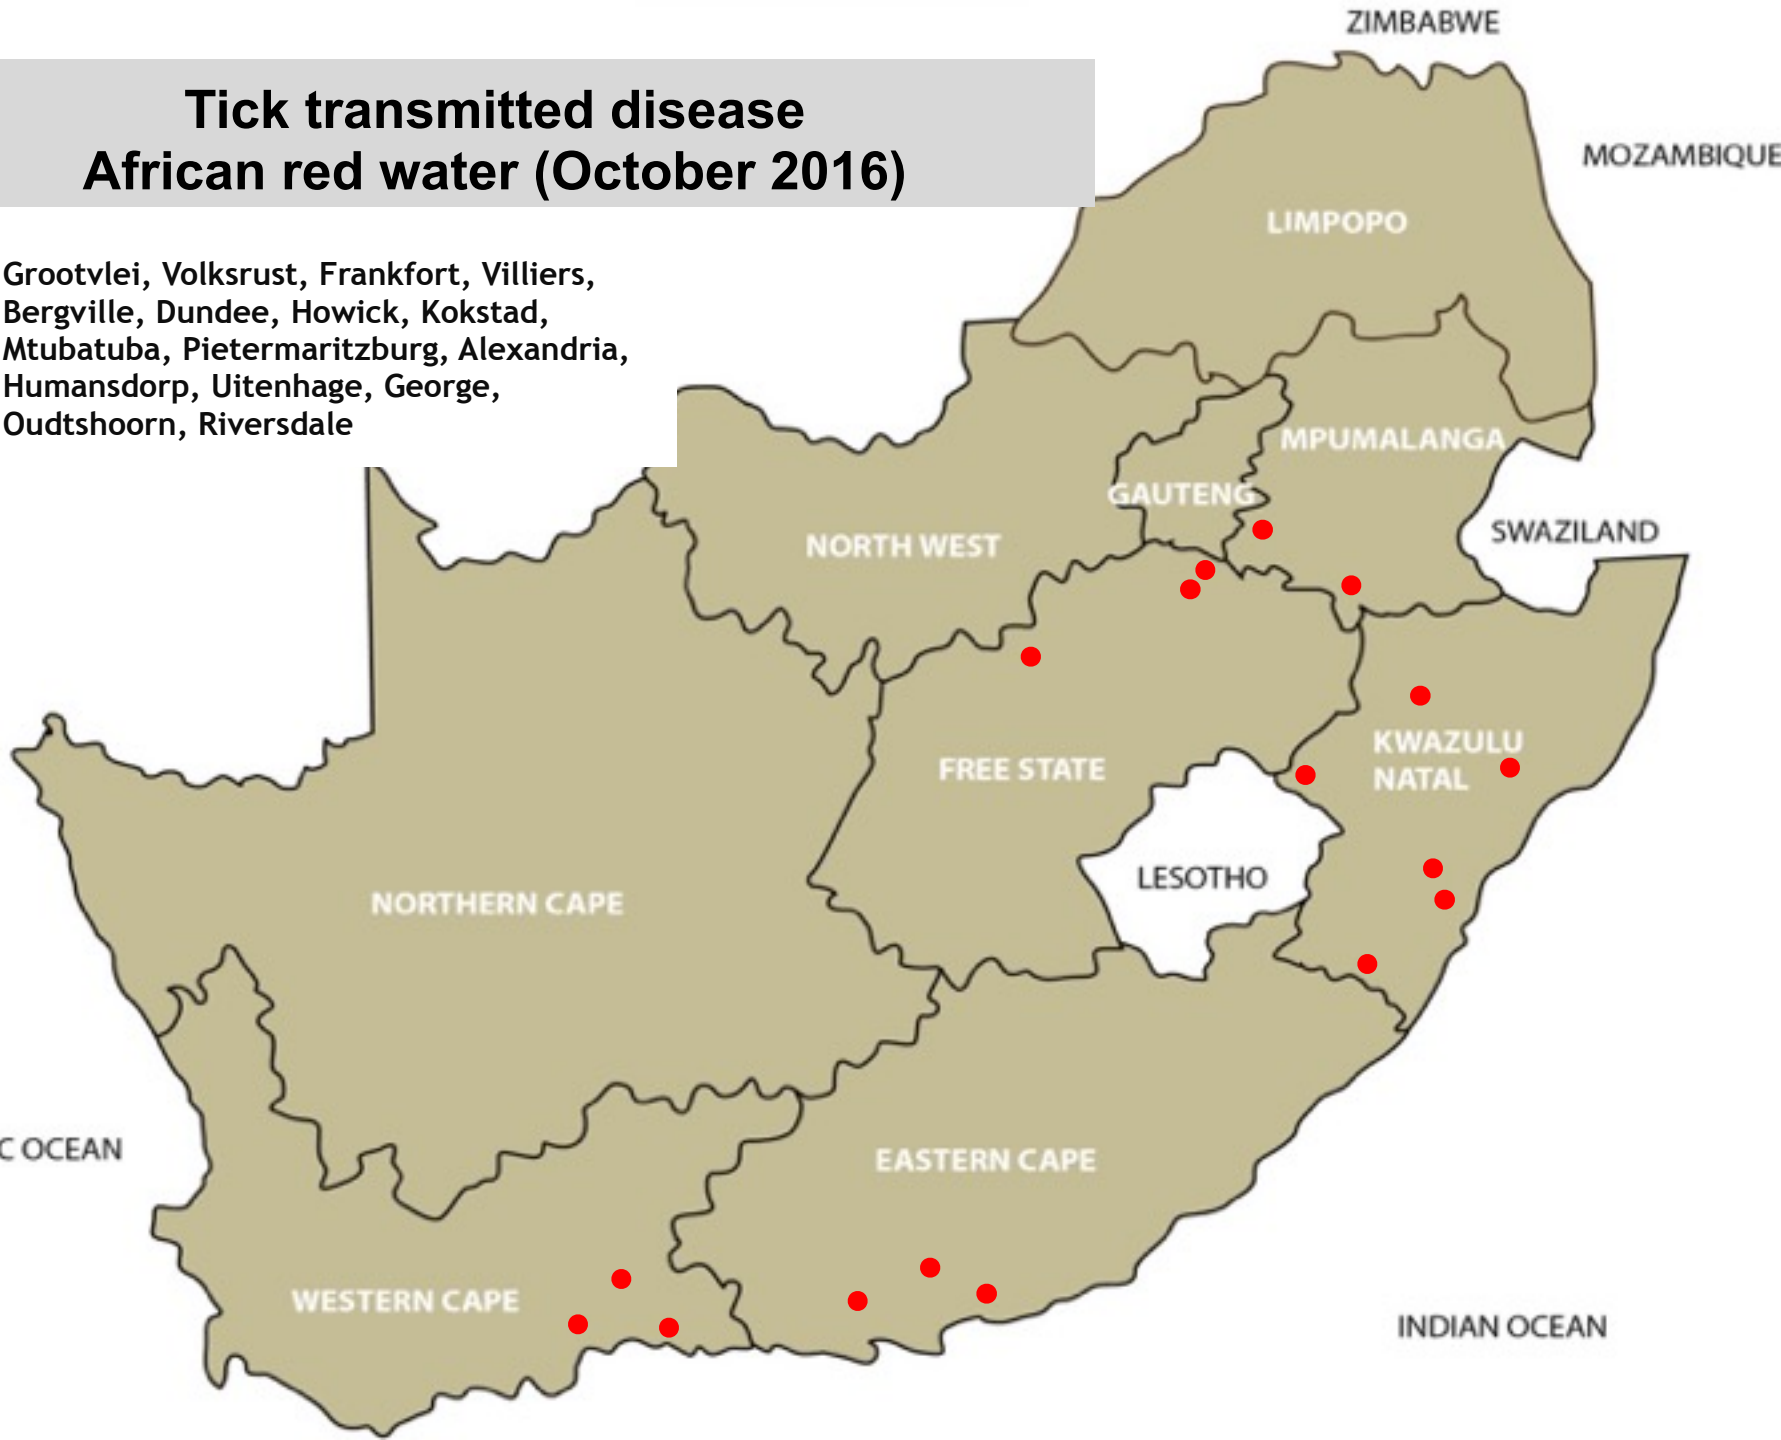 ZIMBABWE
Tick transmitted disease
African red water (October 2016)
MOZAMBIQUE
LIMPOPO
Grootvlei, Volksrust, Frankfort, Villiers,
Bergville, Dundee, Howick, Kokstad,
Mtubatuba, Pietermaritzburg, Alexandria,
Humansdorp, Uitenhage, George,
Oudtshoorn, Riversdale
MPUMALANGA
GAUTENG
SWAZILAND
NORTH WEST
KWAZULU
NATAL
FREE STATE
LESOTHO
NORTHERN CAPE
C OCEAN
EASTERN CAPE
WESTERN CAPE
INDIAN OCEAN